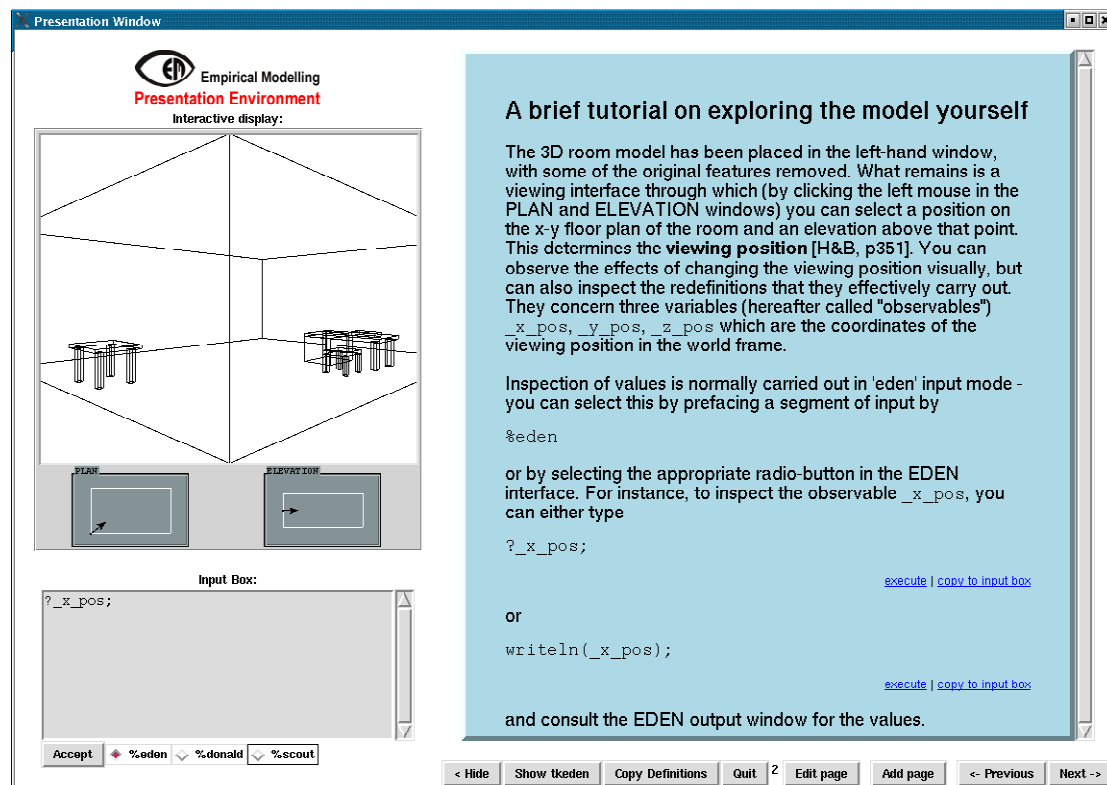 Presentation Window
EM Empirical Modelling
Presentation Environment
Interactive display:
PLAN
ELEVATION
Input Box:
?_x_pos;
Accept %eden %donald %scout
A brief tutorial on exploring the model yourself
The 3D room model has been placed in the left-hand window,
with some of the original features removed. What remains is a
viewing interface through which (by clicking the left mouse in the
PLAN and ELEVATION windows) you can select a position on
the x-y floor plan of the room and an elevation above that point.
This determines the viewing position [H&B, p351]. You can
observe the effects of changing the viewing position visually, but
can also inspect the redefinitions that they effectively carry out.
They concern three variables (hereafter called "observables")
_x_pos, _y_pos, _z_pos which are the coordinates of the
viewing position in the world frame.
Inspection of values is normally carried out in 'eden' input mode -
you can select this by prefacing a segment of input by
%eden
or by selecting the appropriate radio-button in the EDEN
interface. For instance, to inspect the observable _x_pos, you
can either type
?_x_pos;
execute | copy to input box
or
writeln(_x_pos);
execute | copy to input box
and consult the EDEN output window for the values.
< Hide Show tkeden Copy Definitions Quit 2 Edit page Add page <- Previous Next ->